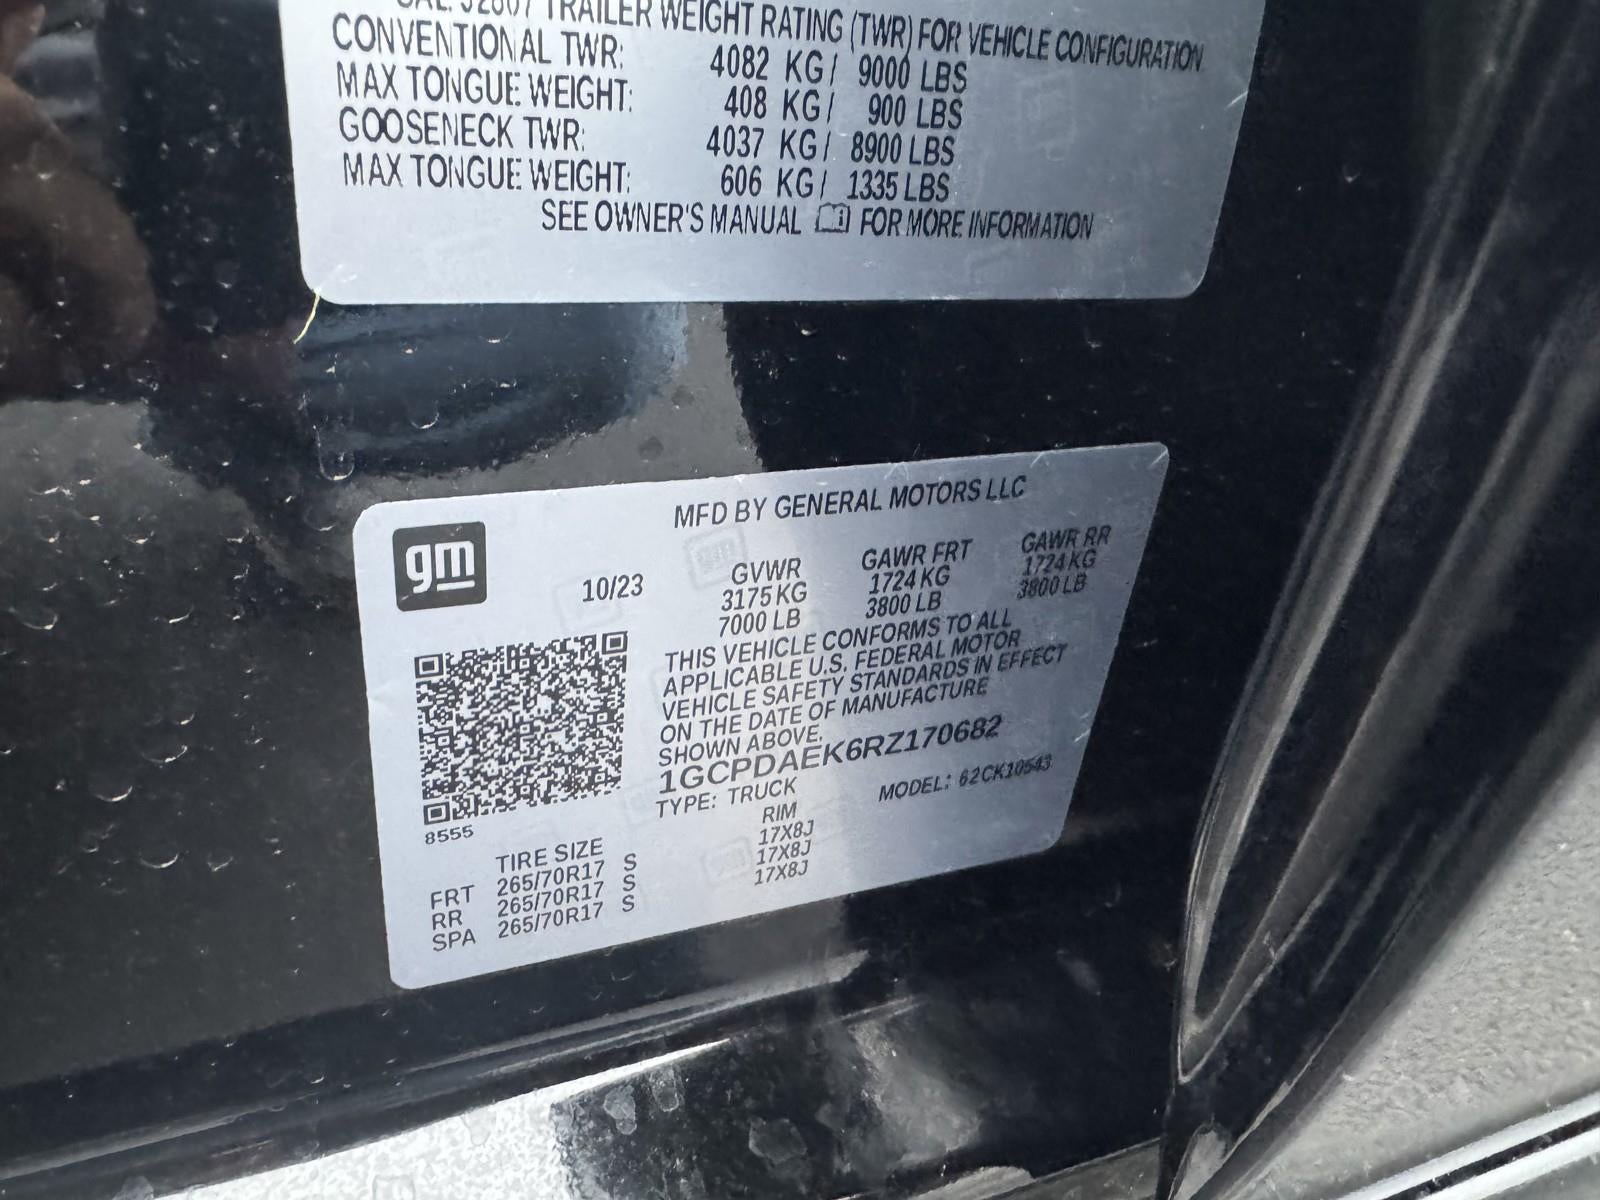 TRAILER WEIGHT RATING (TWR) FOR VEHICLE CONFIGURATION
CONVENTIONAL TWR: 4082 KG / 9000 LBS
MAX TONGUE WEIGHT: 408 KG / 900 LBS
GOOSENECK TWR: 4037 KG / 8900 LBS
MAX TONGUE WEIGHT: 606 KG / 1335 LBS
SEE OWNER'S MANUAL FOR MORE INFORMATION
gm
MFD BY GENERAL MOTORS LLC
10/23
GVWR GAWR FRT GAWR RR
3175 KG 1724 KG 1724 KG
7000 LB 3800 LB 3800 LB
THIS VEHICLE CONFORMS TO ALL
APPLICABLE U.S. FEDERAL MOTOR
VEHICLE SAFETY STANDARDS IN EFFECT
ON THE DATE OF MANUFACTURE
SHOWN ABOVE.
1GCPDAEK6RZ170682
TYPE: TRUCK MODEL: 62CK10543
8555
TIRE SIZE RIM
FRT 265/70R17 S 17X8J
RR 265/70R17 S 17X8J
SPA 265/70R17 S 17X8J